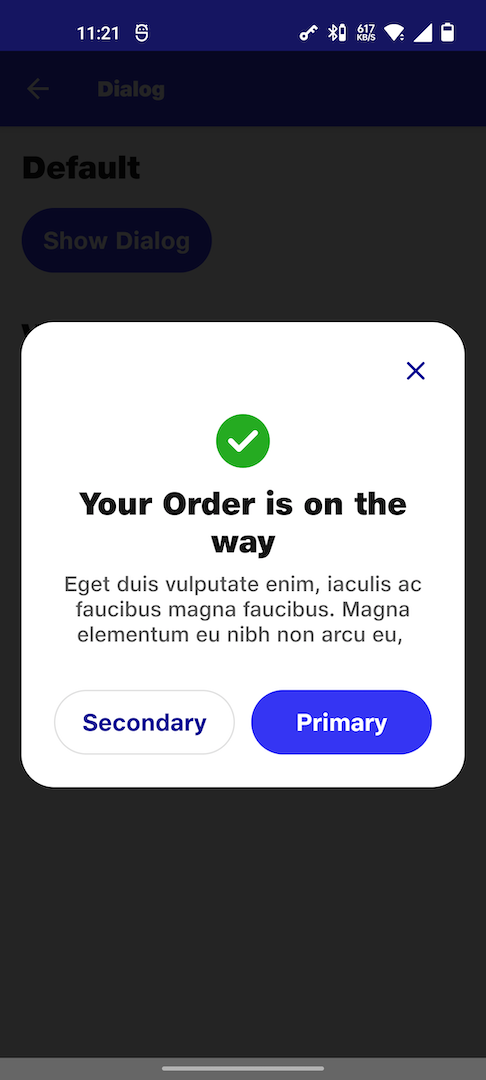 11:21
617
KB/S
Dialog
Default
Show Dialog
Your Order is on the
way
Eget duis vulputate enim, iaculis ac
faucibus magna faucibus. Magna
elementum eu nibh non arcu eu,
Secondary
Primary